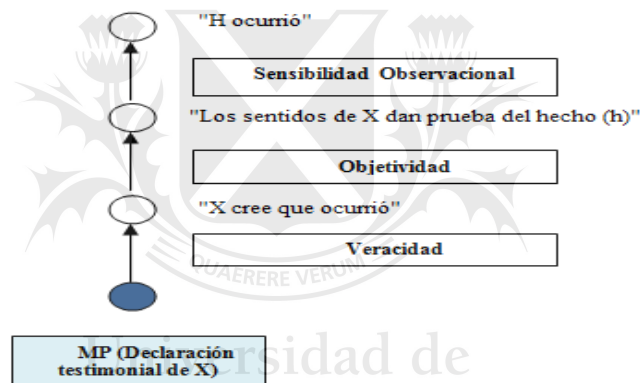 "H ocurrió"
Sensibilidad Observacional
"Los sentidos de X dan prueba del hecho (h)"
Objetividad
"X cree que ocurrió"
Veracidad
QUAERERE VERUM
MP (Declaración
testimonial de X)
Universidad de